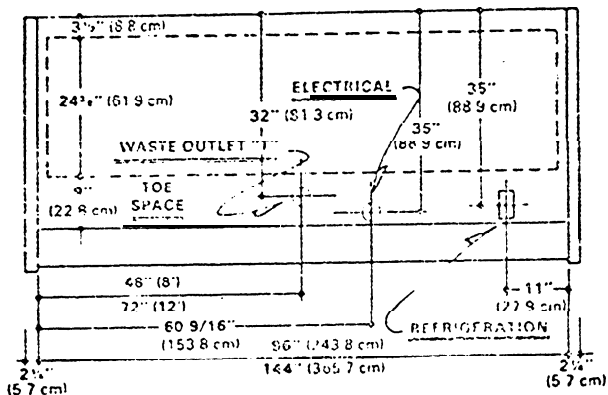 3½" (8.8 cm)
24⅜" (61.9 cm)
ELECTRICAL
32" (81.3 cm)
35"
(88.9 cm)
35"
(88.9 cm)
WASTE OUTLET "T"
9"
(22.8 cm)
TOE
SPACE
48" (8')
72" (12')
11"
(27.9 cm)
60 9/16"
(153.8 cm)
REFRIGERATION
96" (243.8 cm)
144" (365.7 cm)
2¼"
(5.7 cm)
2¼"
(5.7 cm)